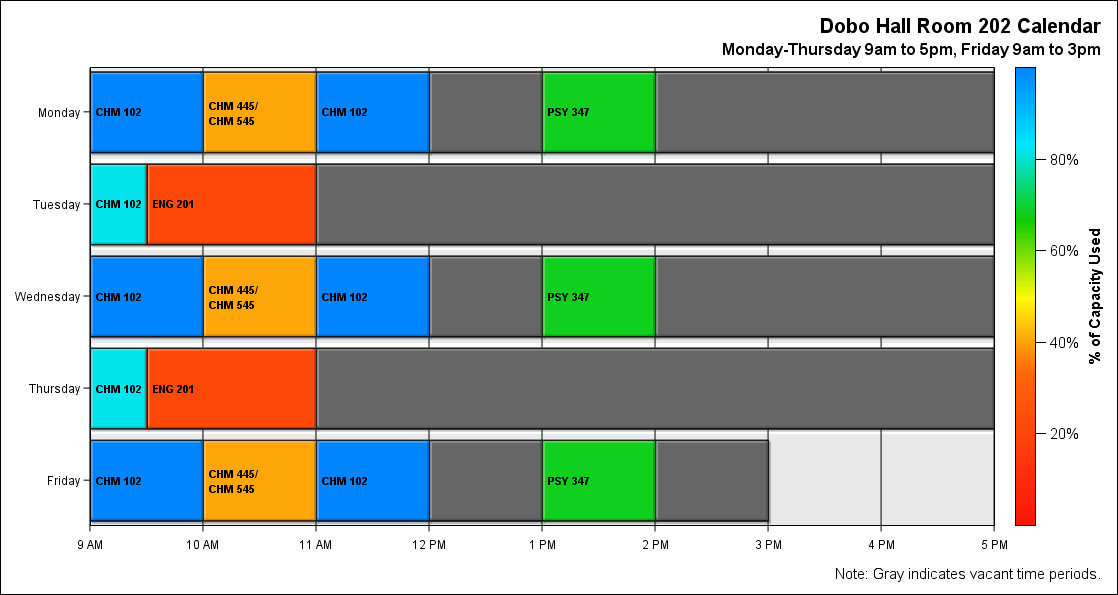 Dobo Hall Room 202 Calendar
Monday-Thursday 9am to 5pm, Friday 9am to 3pm
Monday
CHM 102
CHM 445/
CHM 545
CHM 102
PSY 347
Tuesday
CHM 102
ENG 201
Wednesday
CHM 102
CHM 445/
CHM 545
CHM 102
PSY 347
Thursday
CHM 102
ENG 201
Friday
CHM 102
CHM 445/
CHM 545
CHM 102
PSY 347
9 AM
10 AM
11 AM
12 PM
1 PM
2 PM
3 PM
4 PM
5 PM
80%
60%
40%
20%
% of Capacity Used
Note: Gray indicates vacant time periods.